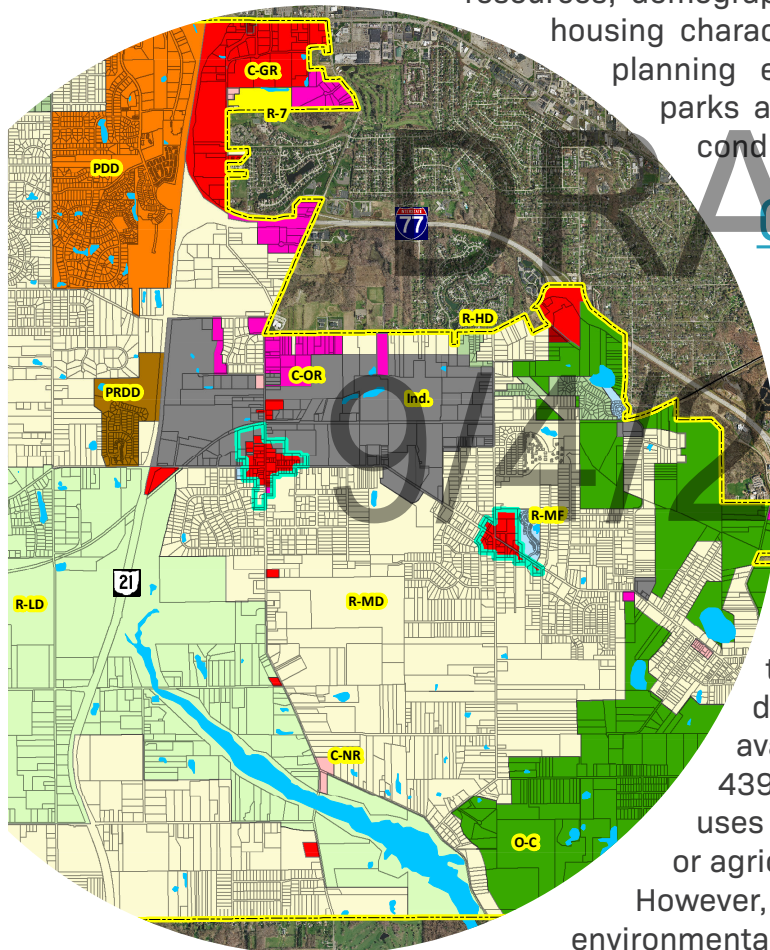 resources, demograp
housing charac
planning e
parks a
cond
DRA
9/4/2
C-GR
R-7
PDD
INTERSTATE
77
R-HD
C-OR
PRDD
Ind.
R-MF
21
R-LD
R-MD
C-NR
O-C
t
d
ava
439
uses
or agric
However,
environmenta